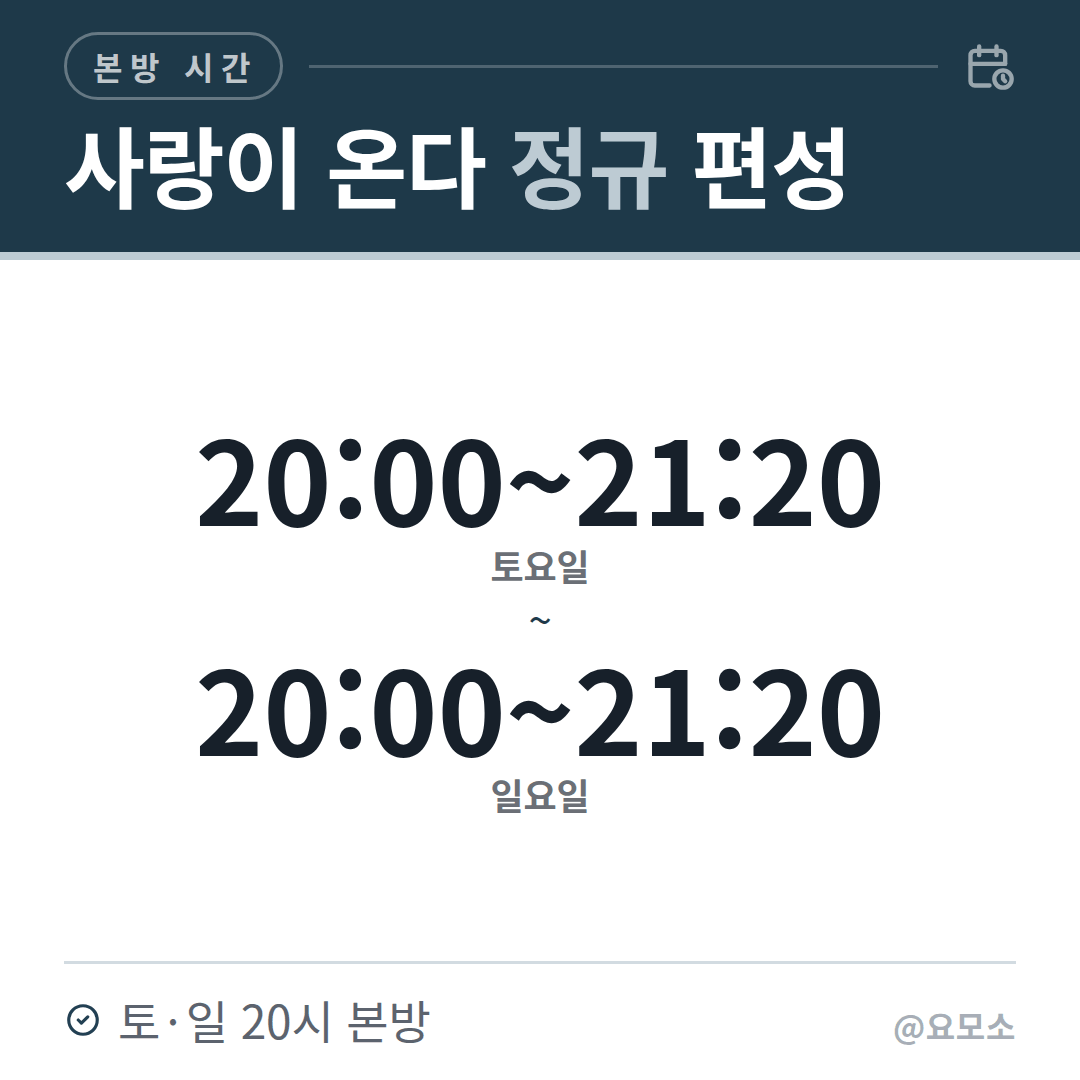 본방 시간
사랑이 온다 정규 편성
20:00~21:20
토요일
~
20:00~21:20
일요일
토·일 20시 본방
@요모소